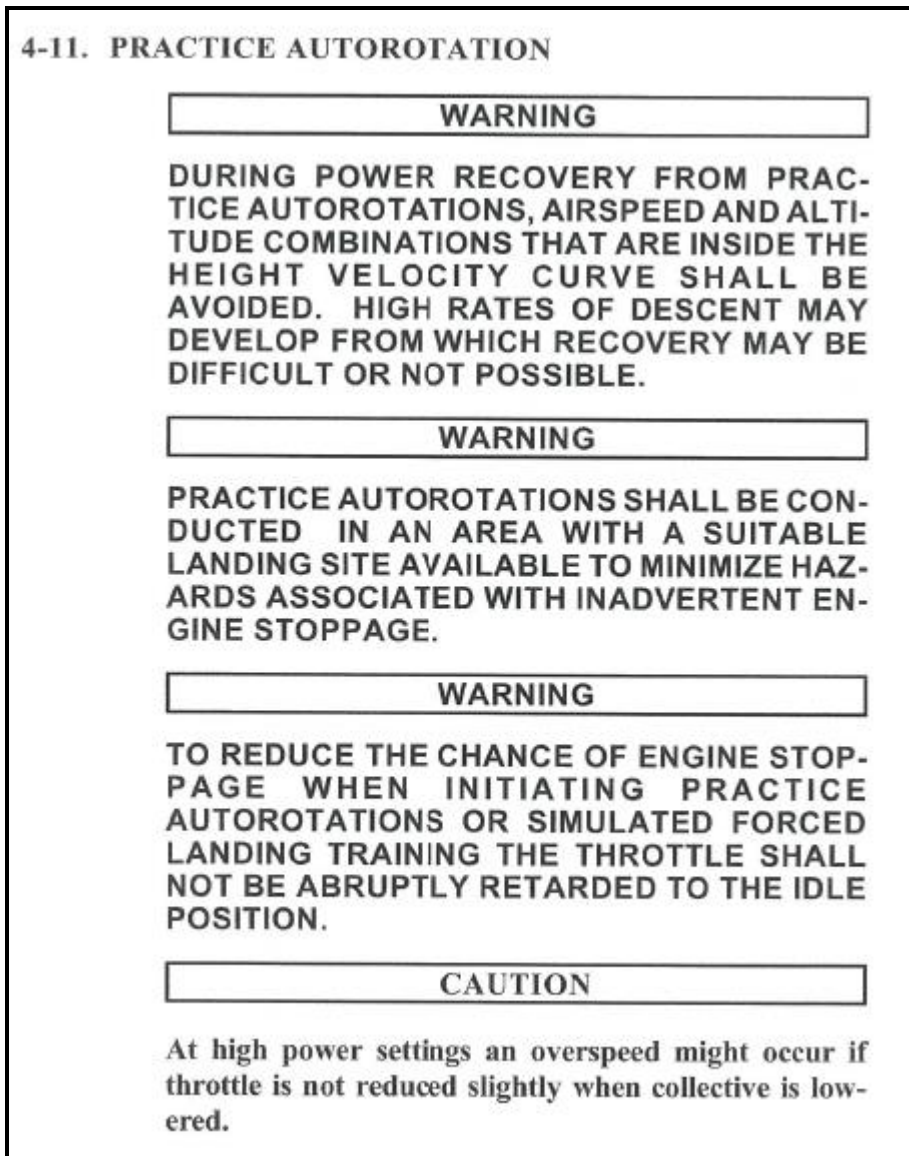 4-11. PRACTICE AUTOROTATION
WARNING
DURING POWER RECOVERY FROM PRAC-
TICE AUTOROTATIONS, AIRSPEED AND ALTI-
TUDE COMBINATIONS THAT ARE INSIDE THE
HEIGHT VELOCITY CURVE SHALL BE
AVOIDED. HIGH RATES OF DESCENT MAY
DEVELOP FROM WHICH RECOVERY MAY BE
DIFFICULT OR NOT POSSIBLE.
WARNING
PRACTICE AUTOROTATIONS SHALL BE CON-
DUCTED IN AN AREA WITH A SUITABLE
LANDING SITE AVAILABLE TO MINIMIZE HAZ-
ARDS ASSOCIATED WITH INADVERTENT EN-
GINE STOPPAGE.
WARNING
TO REDUCE THE CHANCE OF ENGINE STOP-
PAGE WHEN INITIATING PRACTICE
AUTOROTATIONS OR SIMULATED FORCED
LANDING TRAINING THE THROTTLE SHALL
NOT BE ABRUPTLY RETARDED TO THE IDLE
POSITION.
CAUTION
At high power settings an overspeed might occur if
throttle is not reduced slightly when collective is low-
ered.